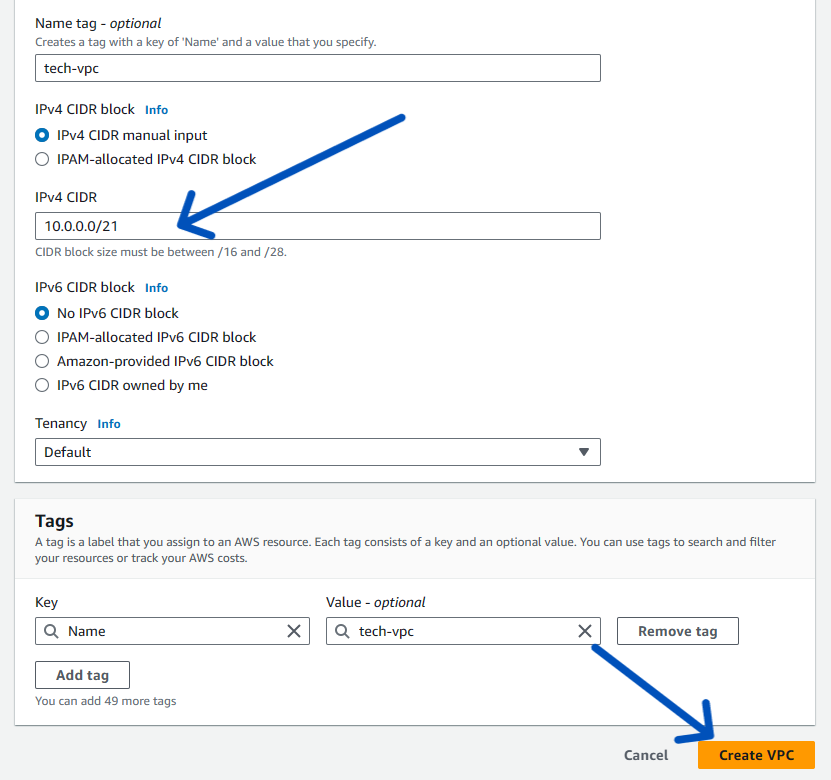 Name tag - optional
Creates a tag with a key of 'Name' and a value that you specify.
tech-vpc
IPv4 CIDR block Info
IPv4 CIDR manual input
IPAM-allocated IPv4 CIDR block
IPv4 CIDR
10.0.0.0/21
CIDR block size must be between /16 and /28.
IPv6 CIDR block Info
No IPv6 CIDR block
IPAM-allocated IPv6 CIDR block
Amazon-provided IPv6 CIDR block
IPv6 CIDR owned by me
Tenancy Info
Default
Tags
A tag is a label that you assign to an AWS resource. Each tag consists of a key and an optional value. You can use tags to search and filter
your resources or track your AWS costs.
Key Value - optional
Name tech-vpc Remove tag
Add tag
You can add 49 more tags
Cancel Create VPC